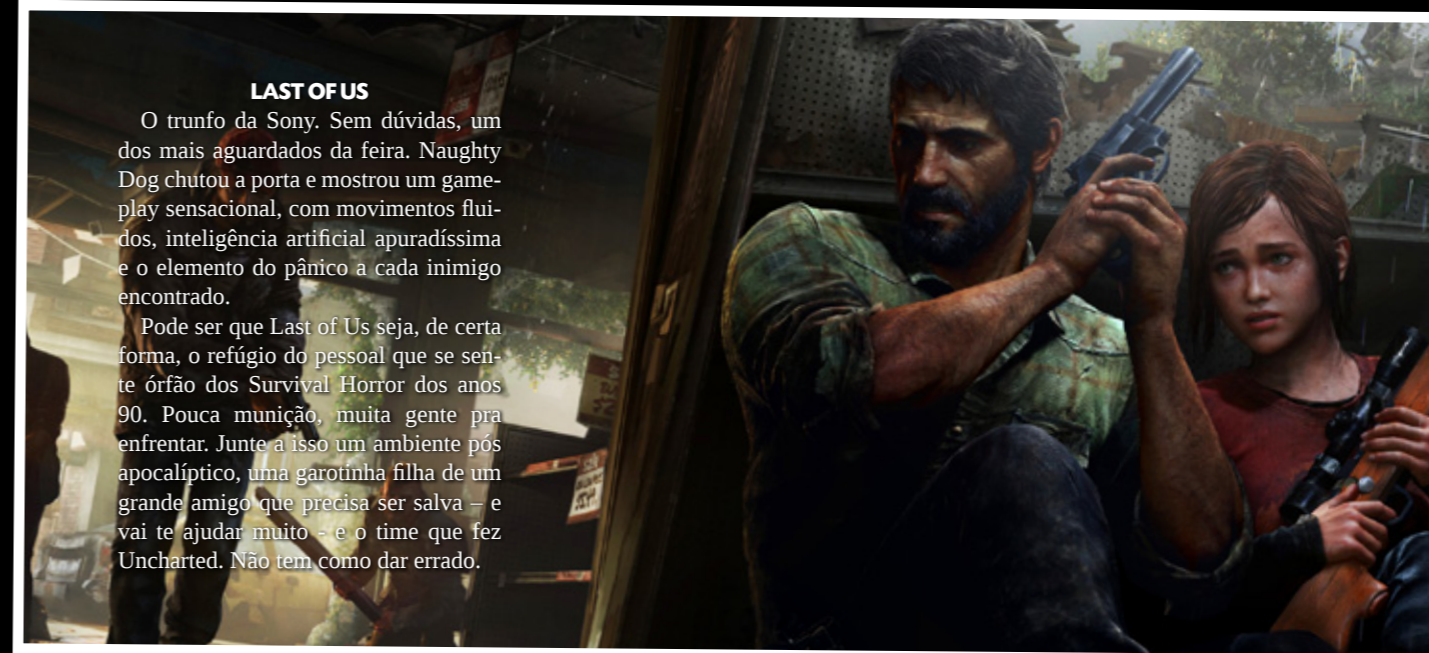 LAST OF US
O trunfo da Sony. Sem dúvidas, um
dos mais aguardados da feira. Naughty
Dog chutou a porta e mostrou um game-
play sensacional, com movimentos flui-
dos, inteligência artificial apuradíssima
e o elemento do pânico a cada inimigo
encontrado.
Pode ser que Last of Us seja, de certa
forma, o refúgio do pessoal que se sen-
te órfão dos Survival Horror dos anos
90. Pouca munição, muita gente pra
enfrentar. Junte a isso um ambiente pós
apocalíptico, uma garotinha filha de um
grande amigo que precisa ser salva – e
vai te ajudar muito - e o time que fez
Uncharted. Não tem como dar errado.